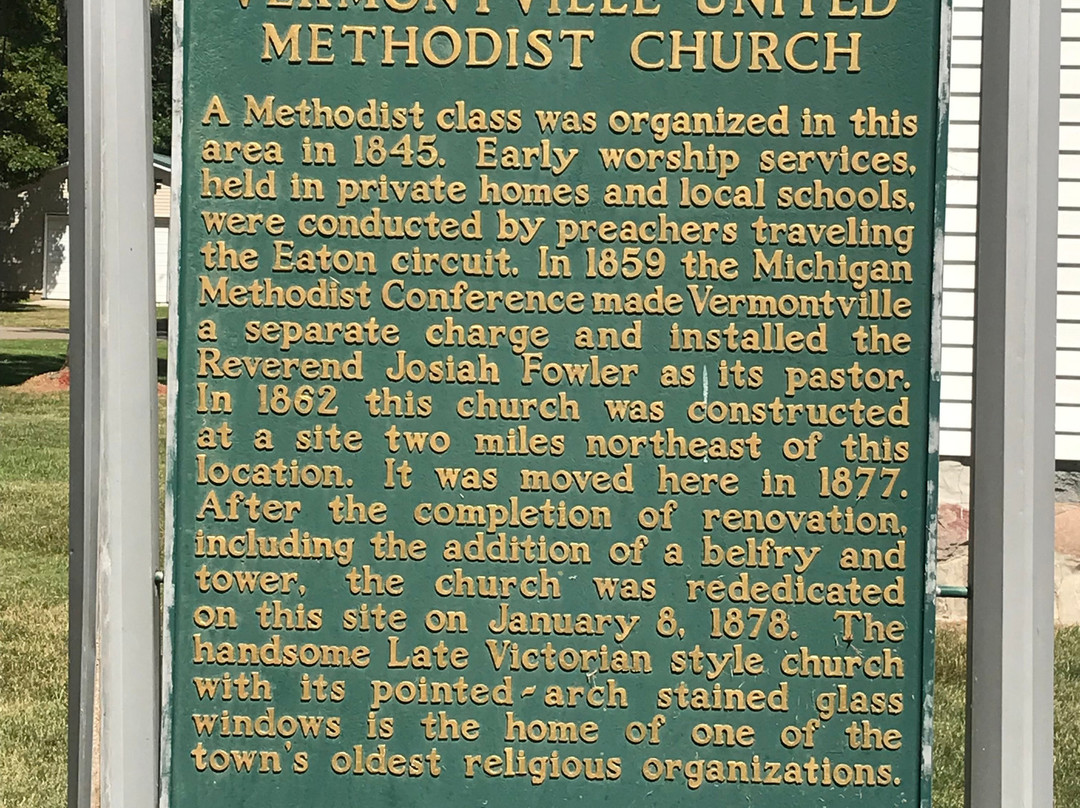 VERMONTVILLE UNITED
METHODIST CHURCH
A Methodist class was organized in this
area in 1845. Early worship services,
held in private homes and local schools,
were conducted by preachers traveling
the Eaton circuit. In 1859 the Michigan
Methodist Conference made Vermontville
a separate charge and installed the
Reverend Josiah Fowler as its pastor.
In 1862 this church was constructed
at a site two miles northeast of this
location. It was moved here in 1877.
After the completion of renovation,
including the addition of a belfry and
tower, the church was rededicated
on this site on January 8, 1878. The
handsome Late Victorian style church
with its pointed-arch stained glass
windows is the home of one of the
town's oldest religious organizations.